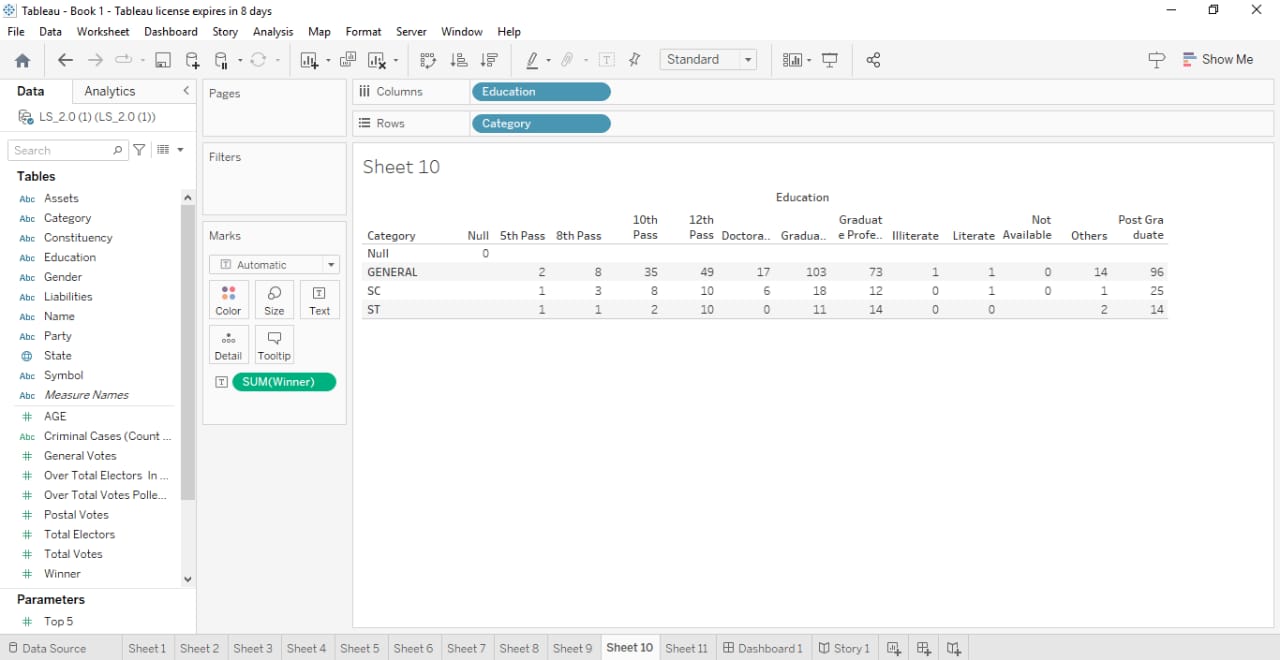 Tableau - Book 1 - Tableau license expires in 8 days
File Data Worksheet Dashboard Story Analysis Map Format Server Window Help
Standard Show Me
Data Analytics
LS_2.0 (1) (LS_2.0 (1))
Search
Tables
Abc Assets
Abc Category
Abc Constituency
Abc Education
Abc Gender
Abc Liabilities
Abc Name
Abc Party
State
Abc Symbol
Abc Measure Names
# AGE
Abc Criminal Cases (Count ...
# General Votes
# Over Total Electors In ...
# Over Total Votes Polle...
# Postal Votes
# Total Electors
# Total Votes
# Winner
Parameters
# Top 5
Pages
Filters
Marks
T Automatic
Color Size T Text
Detail Tooltip
T SUM(Winner)
Columns Education
Rows Category
Sheet 10
Education
Category Null 5th Pass 8th Pass 10th Pass 12th Pass Doctora.. Gradua.. Graduat e Profe.. Illiterate Literate Not Available Others Post Gra duate
Null 0
GENERAL 2 8 35 49 17 103 73 1 1 0 14 96
SC 1 3 8 10 6 18 12 0 1 0 1 25
ST 1 1 2 10 0 11 14 0 0 2 14
Data Source Sheet 1 Sheet 2 Sheet 3 Sheet 4 Sheet 5 Sheet 6 Sheet 7 Sheet 8 Sheet 9 Sheet 10 Sheet 11 Dashboard 1 Story 1